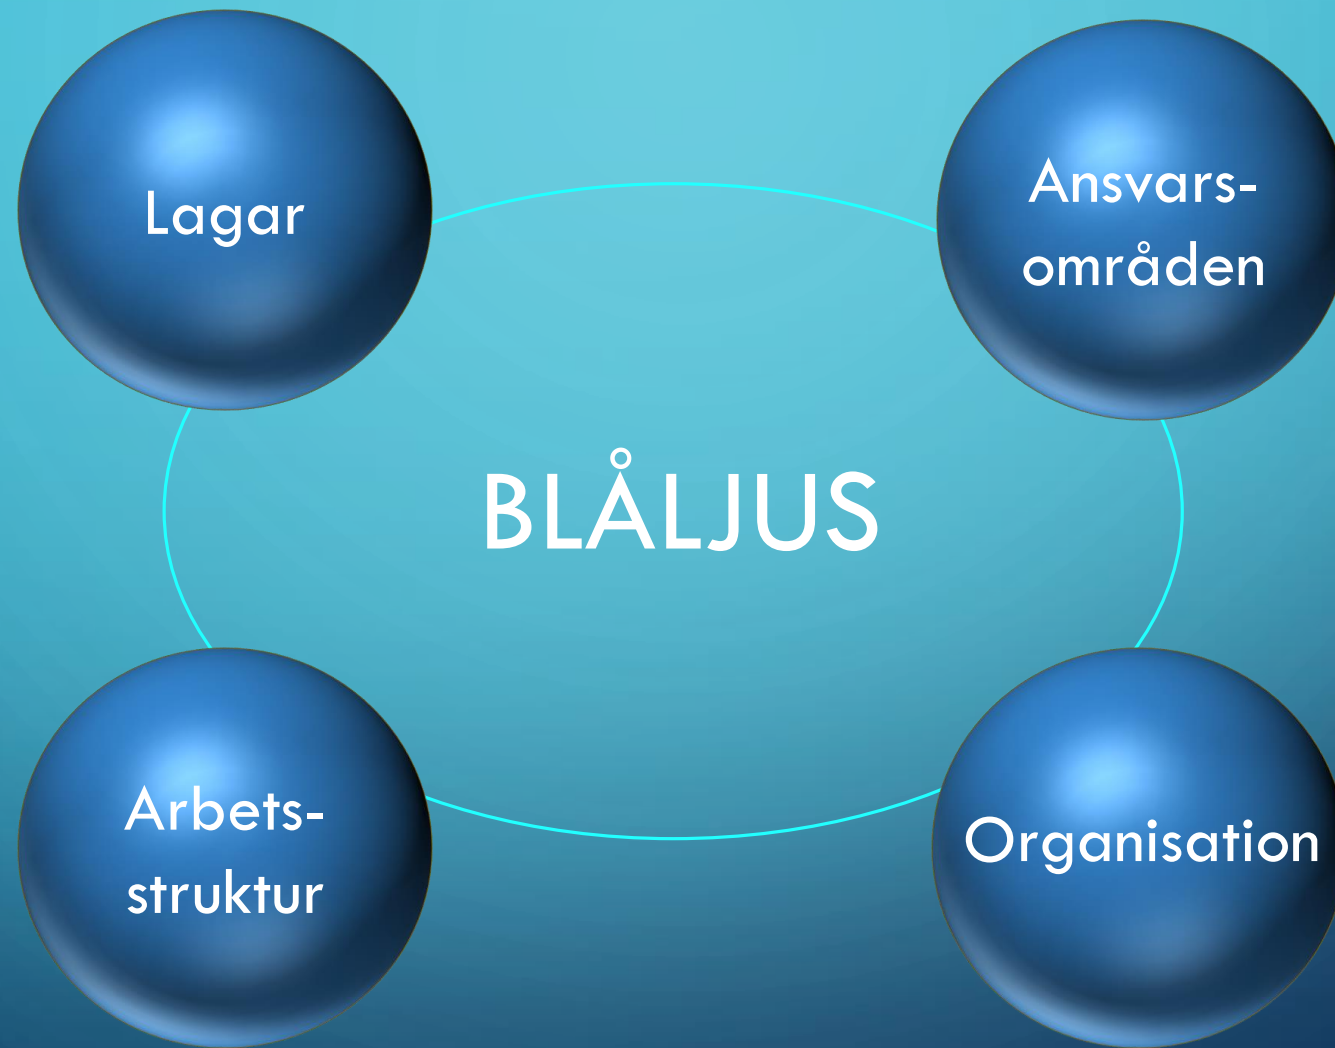 Lagar
Ansvars-
områden
BLÅLJUS
Arbets-
struktur
Organisation